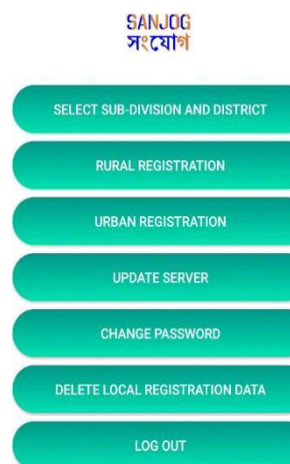 SANJOG
সংযোগ
SELECT SUB-DIVISION AND DISTRICT
RURAL REGISTRATION
URBAN REGISTRATION
UPDATE SERVER
CHANGE PASSWORD
DELETE LOCAL REGISTRATION DATA
LOG OUT